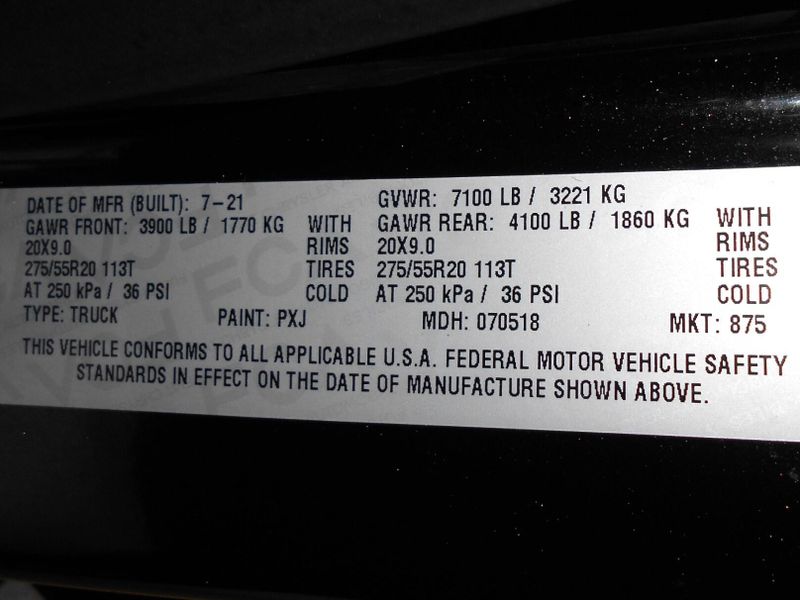 DATE OF MFR (BUILT): 7-21 GVWR: 7100 LB / 3221 KG
GAWR FRONT: 3900 LB / 1770 KG WITH GAWR REAR: 4100 LB / 1860 KG WITH
20X9.0 RIMS 20X9.0 RIMS
275/55R20 113T TIRES 275/55R20 113T TIRES
AT 250 kPa / 36 PSI COLD AT 250 kPa / 36 PSI COLD
TYPE: TRUCK PAINT: PXJ MDH: 070518 MKT: 875
THIS VEHICLE CONFORMS TO ALL APPLICABLE U.S.A. FEDERAL MOTOR VEHICLE SAFETY
STANDARDS IN EFFECT ON THE DATE OF MANUFACTURE SHOWN ABOVE.